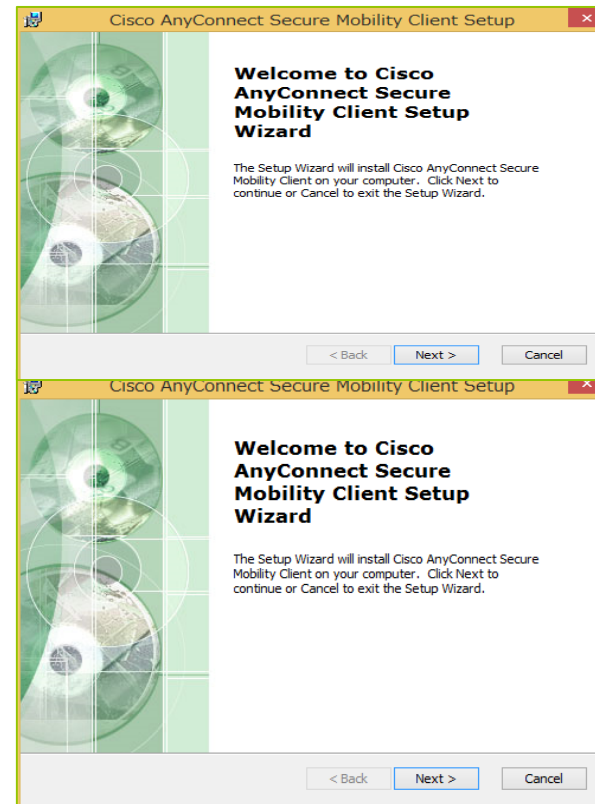 Cisco AnyConnect Secure Mobility Client Setup
Welcome to Cisco
AnyConnect Secure
Mobility Client Setup
Wizard
The Setup Wizard will install Cisco AnyConnect Secure
Mobility Client on your computer. Click Next to
continue or Cancel to exit the Setup Wizard.
< Back Next > Cancel
Cisco AnyConnect Secure Mobility Client Setup
Welcome to Cisco
AnyConnect Secure
Mobility Client Setup
Wizard
The Setup Wizard will install Cisco AnyConnect Secure
Mobility Client on your computer. Click Next to
continue or Cancel to exit the Setup Wizard.
< Back Next > Cancel